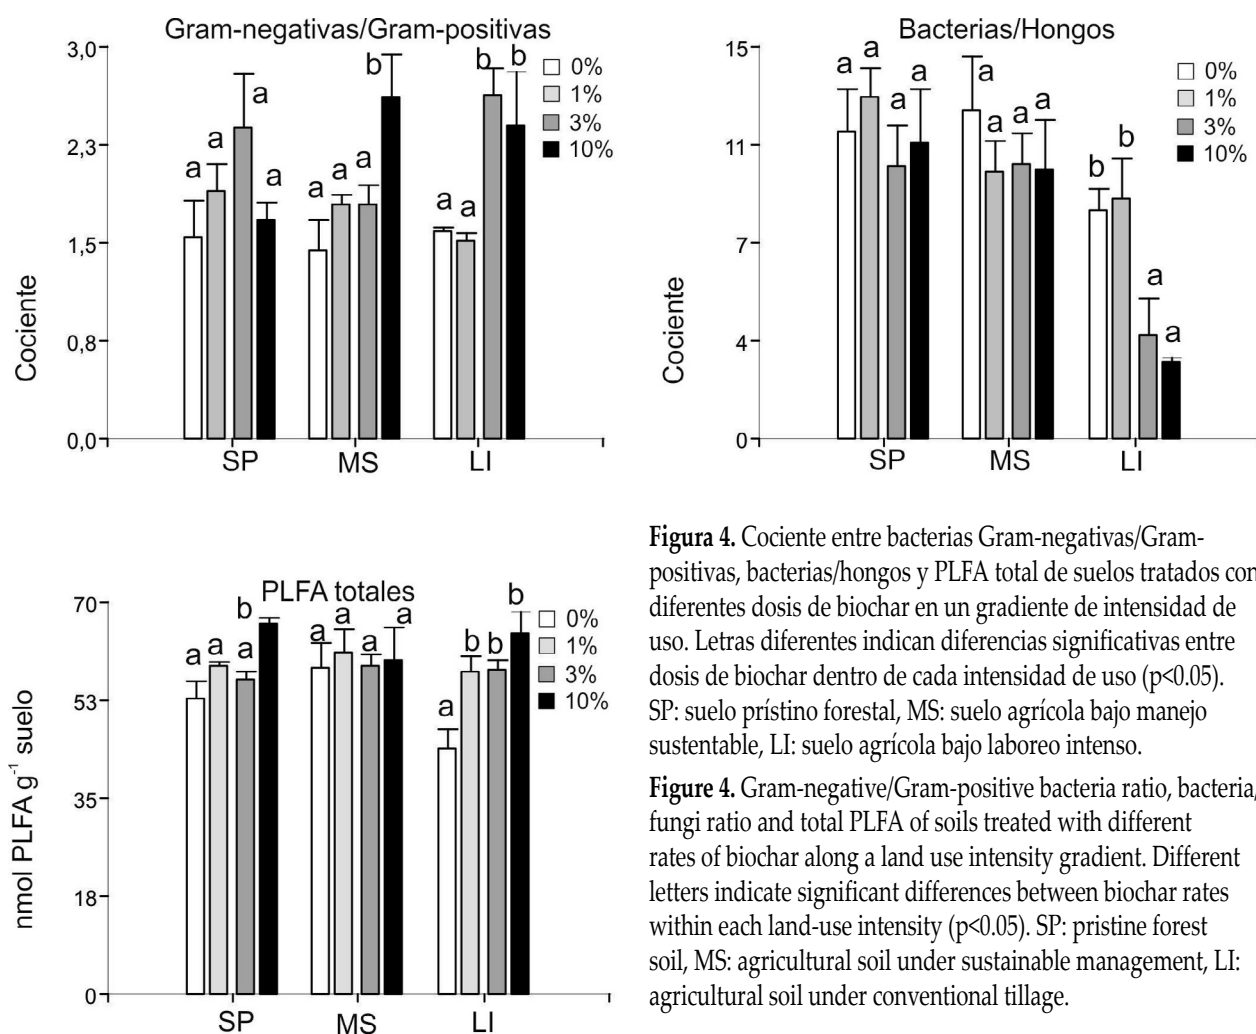 Gram-negativas/Gram-positivas
3,0
2,3
1,5
0,8
0,0
Cociente
a a a a
a a a b
a a b b
0%
1%
3%
10%
SP MS LI
Bacterias/Hongos
15
11
7
4
0
Cociente
a a a a
a a a a
b b a a
0%
1%
3%
10%
SP MS LI
PLFA totales
70
53
35
18
0
nmol PLFA g⁻¹ suelo
a a a b
a a a a
a b b b
0%
1%
3%
10%
SP MS LI
Figura 4. Cociente entre bacterias Gram-negativas/Gram-
positivas, bacterias/hongos y PLFA total de suelos tratados con
diferentes dosis de biochar en un gradiente de intensidad de
uso. Letras diferentes indican diferencias significativas entre
dosis de biochar dentro de cada intensidad de uso (p<0.05).
SP: suelo prístino forestal, MS: suelo agrícola bajo manejo
sustentable, LI: suelo agrícola bajo laboreo intenso.
Figure 4. Gram-negative/Gram-positive bacteria ratio, bacteria/
fungi ratio and total PLFA of soils treated with different
rates of biochar along a land use intensity gradient. Different
letters indicate significant differences between biochar rates
within each land-use intensity (p<0.05). SP: pristine forest
soil, MS: agricultural soil under sustainable management, LI:
agricultural soil under conventional tillage.